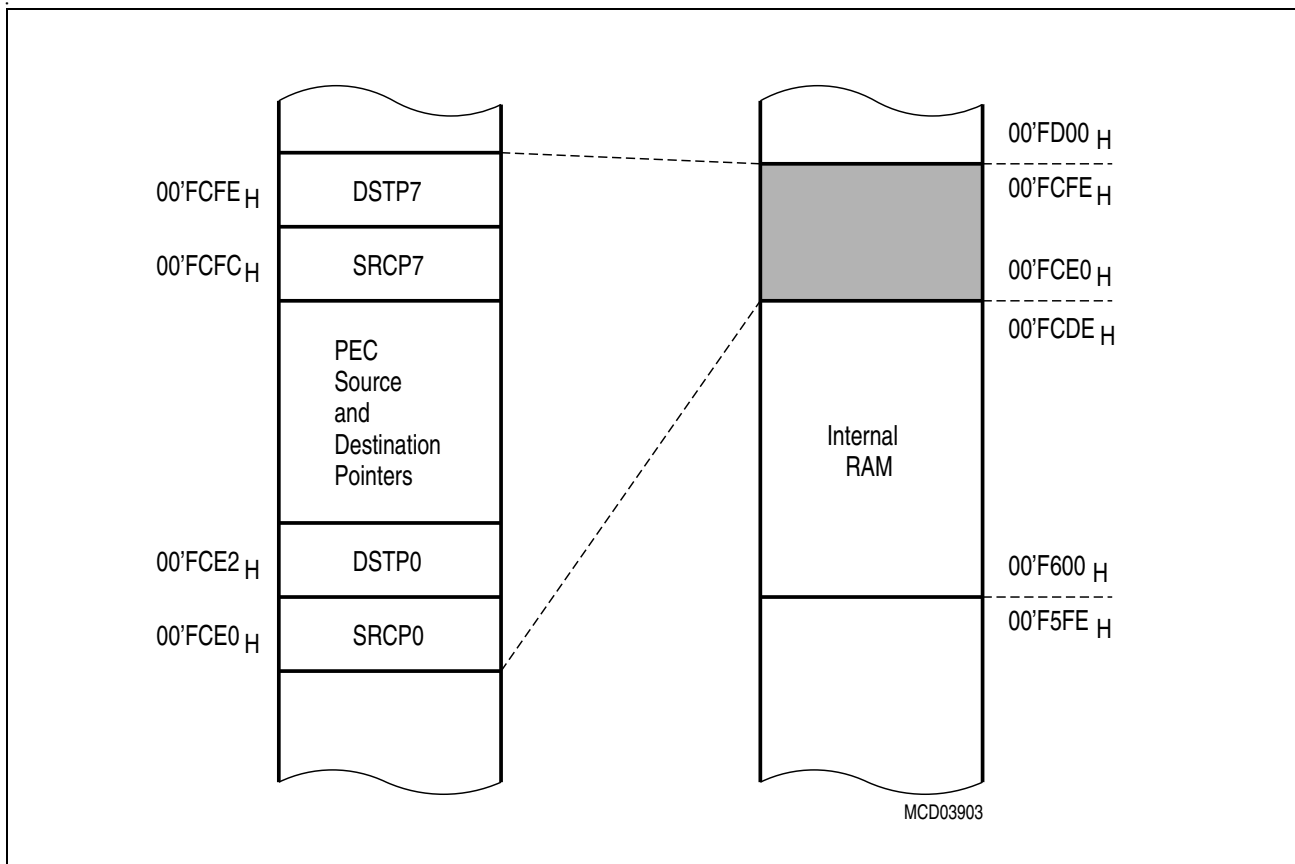 00'FCFE H
DSTP7
00'FCFC H
SRCP7
PEC
Source
and
Destination
Pointers
00'FCE2 H
DSTP0
00'FCE0 H
SRCP0
00'FD00 H
00'FCFE H
00'FCE0 H
00'FCDE H
Internal
RAM
00'F600 H
00'F5FE H
MCD03903